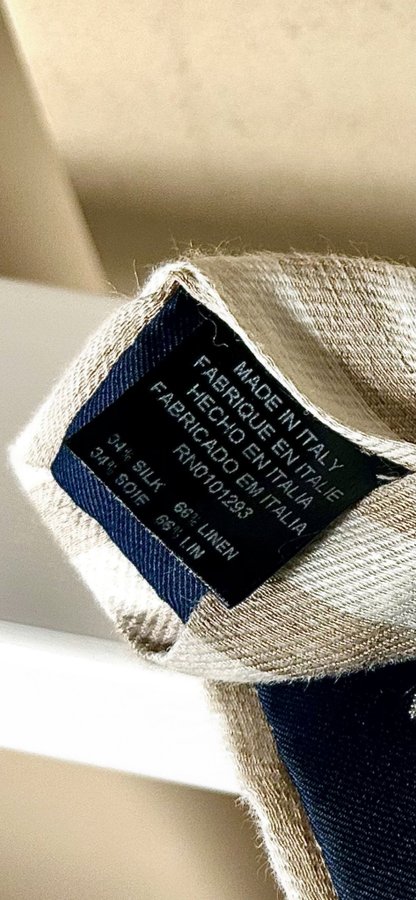 MADE IN ITALY
FABRIQUE EN ITALIE
HECHO EN ITALIA
FABRICADO EM ITALIA
RN0101293
34% SILK 66% LINEN
34% SOIE 66% LIN